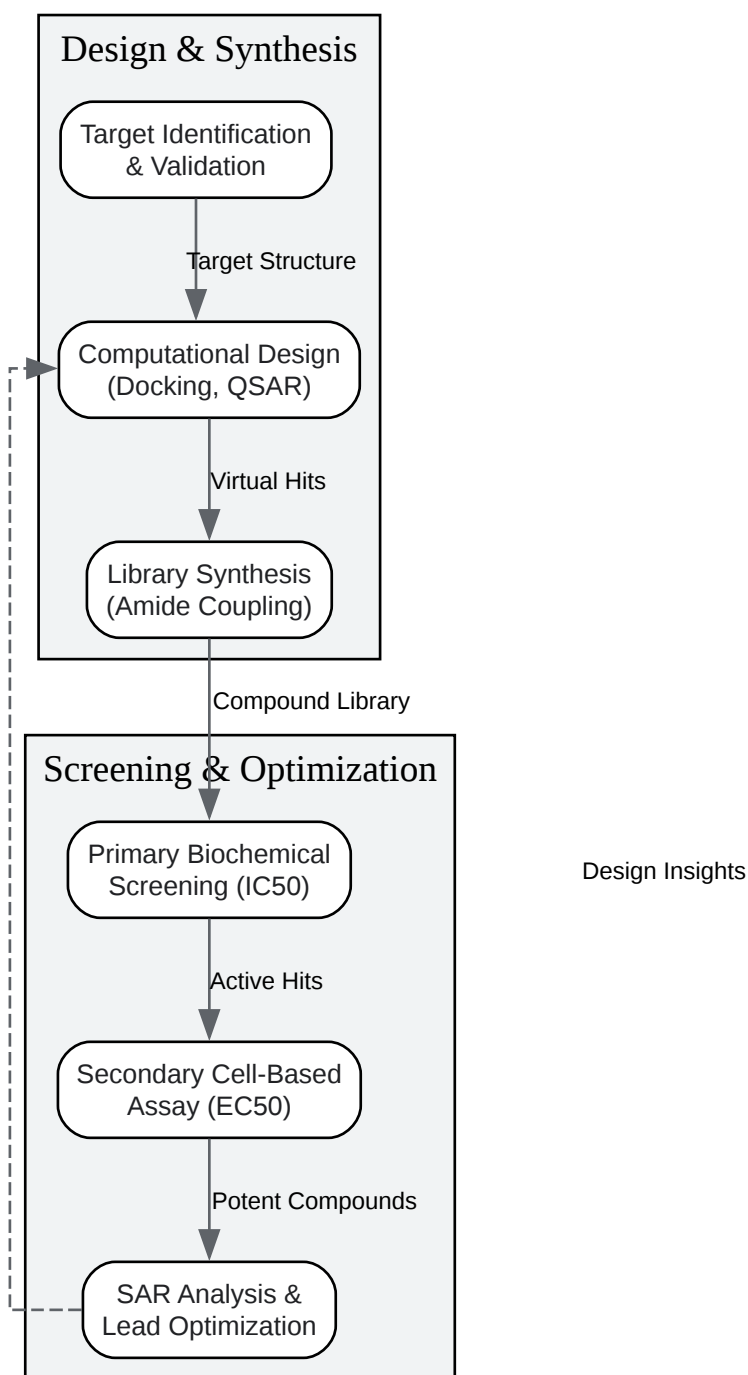 Design & Synthesis
Target Identification
& Validation
Target Structure
Computational Design
(Docking, QSAR)
Virtual Hits
Library Synthesis
(Amide Coupling)
Compound Library
Screening & Optimization
Primary Biochemical
Screening (IC50)
Design Insights
Active Hits
Secondary Cell-Based
Assay (EC50)
Potent Compounds
SAR Analysis &
Lead Optimization